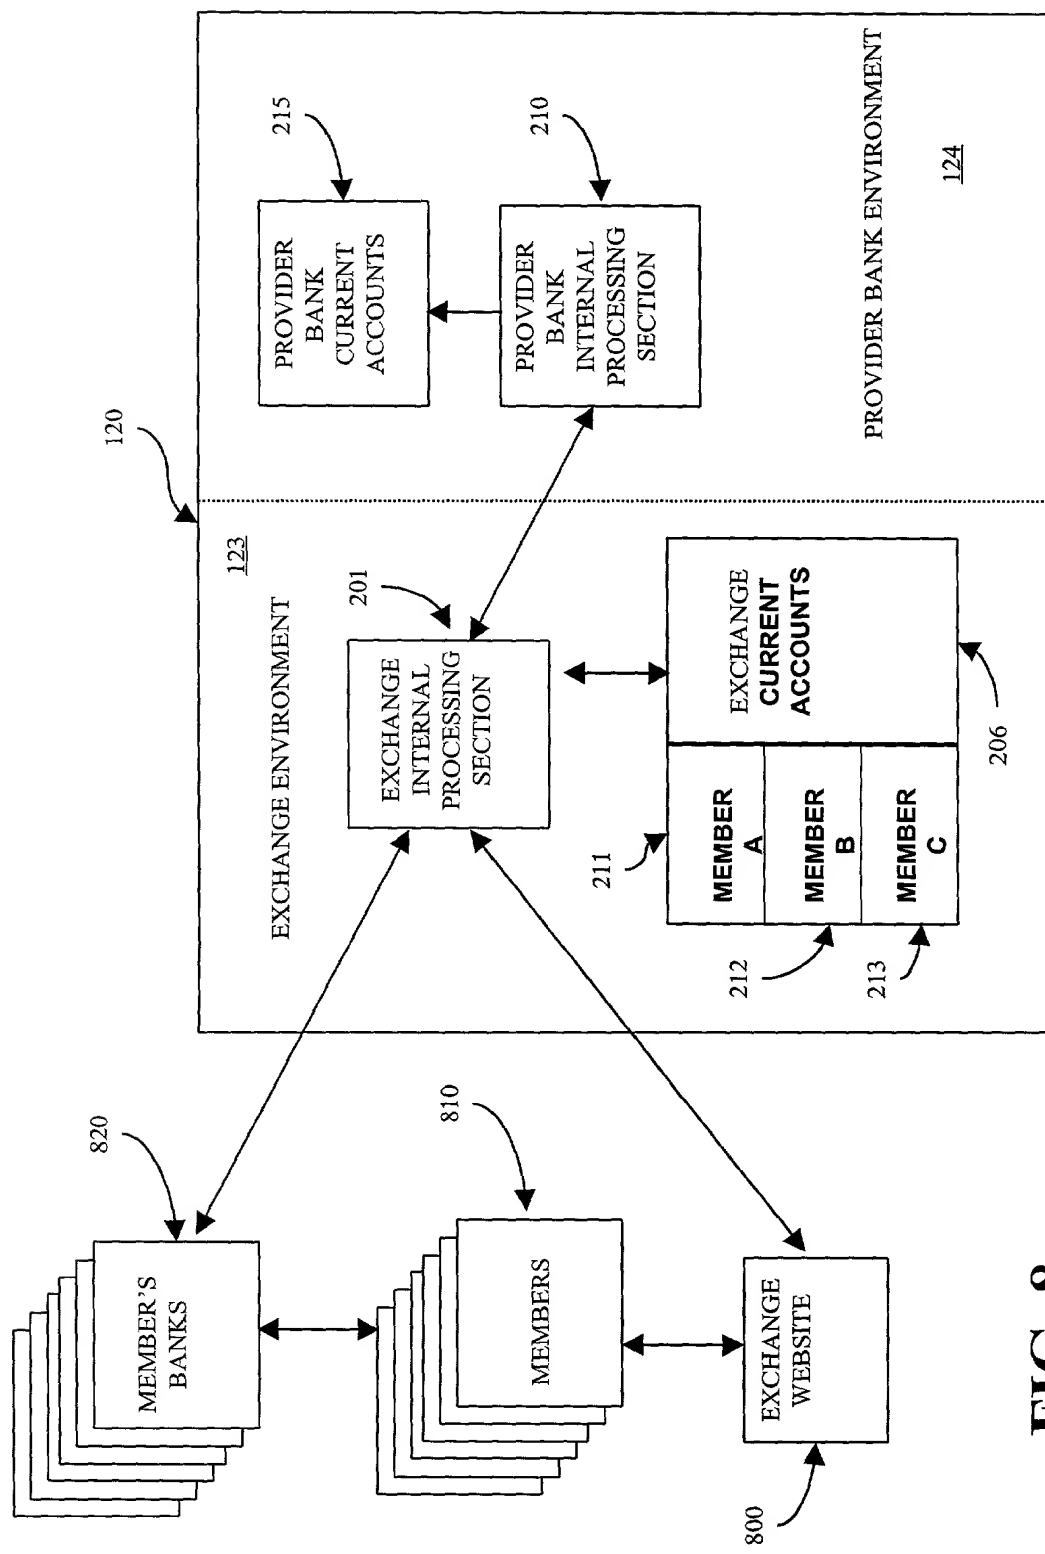 820
MEMBER'S
BANKS
810
MEMBERS
800
EXCHANGE
WEBSITE
120
EXCHANGE ENVIRONMENT
123
201
EXCHANGE
INTERNAL
PROCESSING
SECTION
211
MEMBER
A
212
MEMBER
B
213
MEMBER
C
EXCHANGE
CURRENT
ACCOUNTS
206
215
PROVIDER
BANK
CURRENT
ACCOUNTS
210
PROVIDER
BANK
INTERNAL
PROCESSING
SECTION
PROVIDER BANK ENVIRONMENT
124
FIG. 8